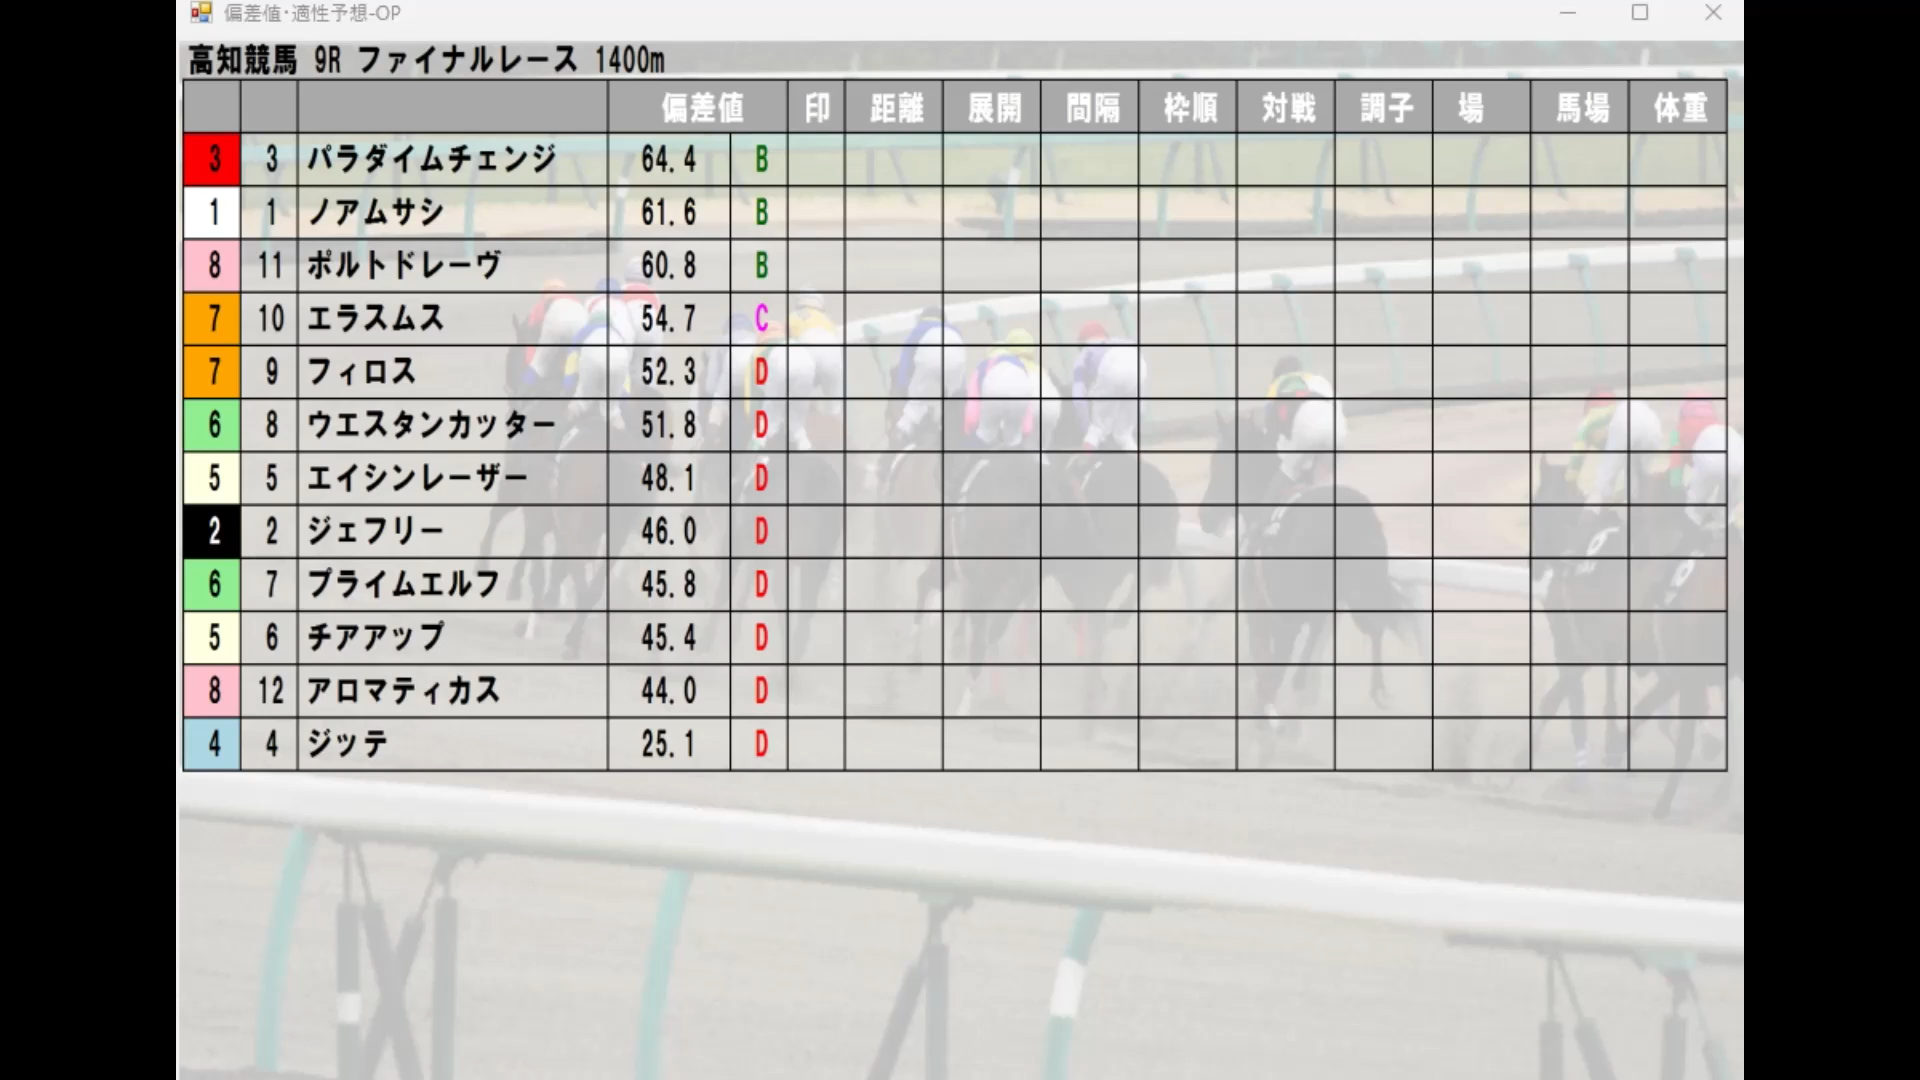 偏差値・適性予想-OP
高知競馬 9R ファイナルレース 1400m
偏差値 印 距離 展開 間隔 枠順 対戦 調子 場 馬場 体重
3 3 パラダイムチェンジ 64.4 B
1 1 ノアムサシ 61.6 B
8 11 ポルトドレーヴ 60.8 B
7 10 エラスムス 54.7 C
7 9 フィロス 52.3 D
6 8 ウエスタンカッター 51.8 D
5 5 エイシンレーザー 48.1 D
2 2 ジェフリー 46.0 D
6 7 プライムエルフ 45.8 D
5 6 チアアップ 45.4 D
8 12 アロマティカス 44.0 D
4 4 ジッテ 25.1 D